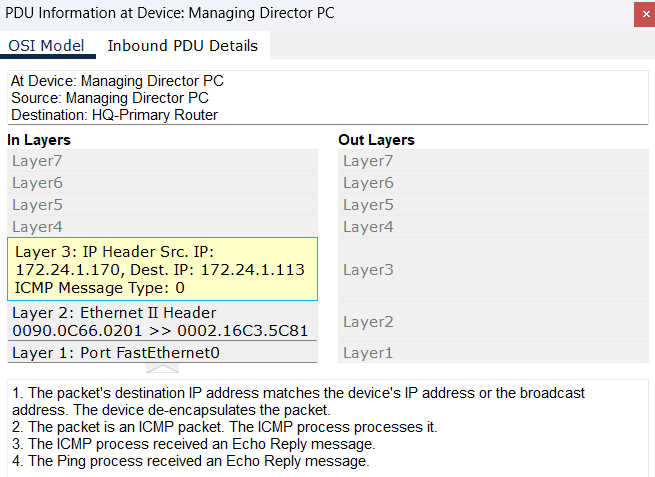 PDU Information at Device: Managing Director PC
OSI Model
Inbound PDU Details
At Device: Managing Director PC
Source: Managing Director PC
Destination: HQ-Primary Router
In Layers
Layer7
Layer6
Layer5
Layer4
Layer 3: IP Header Src. IP:
172.24.1.170, Dest. IP: 172.24.1.113
ICMP Message Type: 0
Layer 2: Ethernet II Header
0090.0C66.0201 >> 0002.16C3.5C81
Layer 1: Port FastEthernet0
Out Layers
Layer7
Layer6
Layer5
Layer4
Layer3
Layer2
Layer1
1. The packet's destination IP address matches the device's IP address or the broadcast
address. The device de-encapsulates the packet.
2. The packet is an ICMP packet. The ICMP process processes it.
3. The ICMP process received an Echo Reply message.
4. The Ping process received an Echo Reply message.